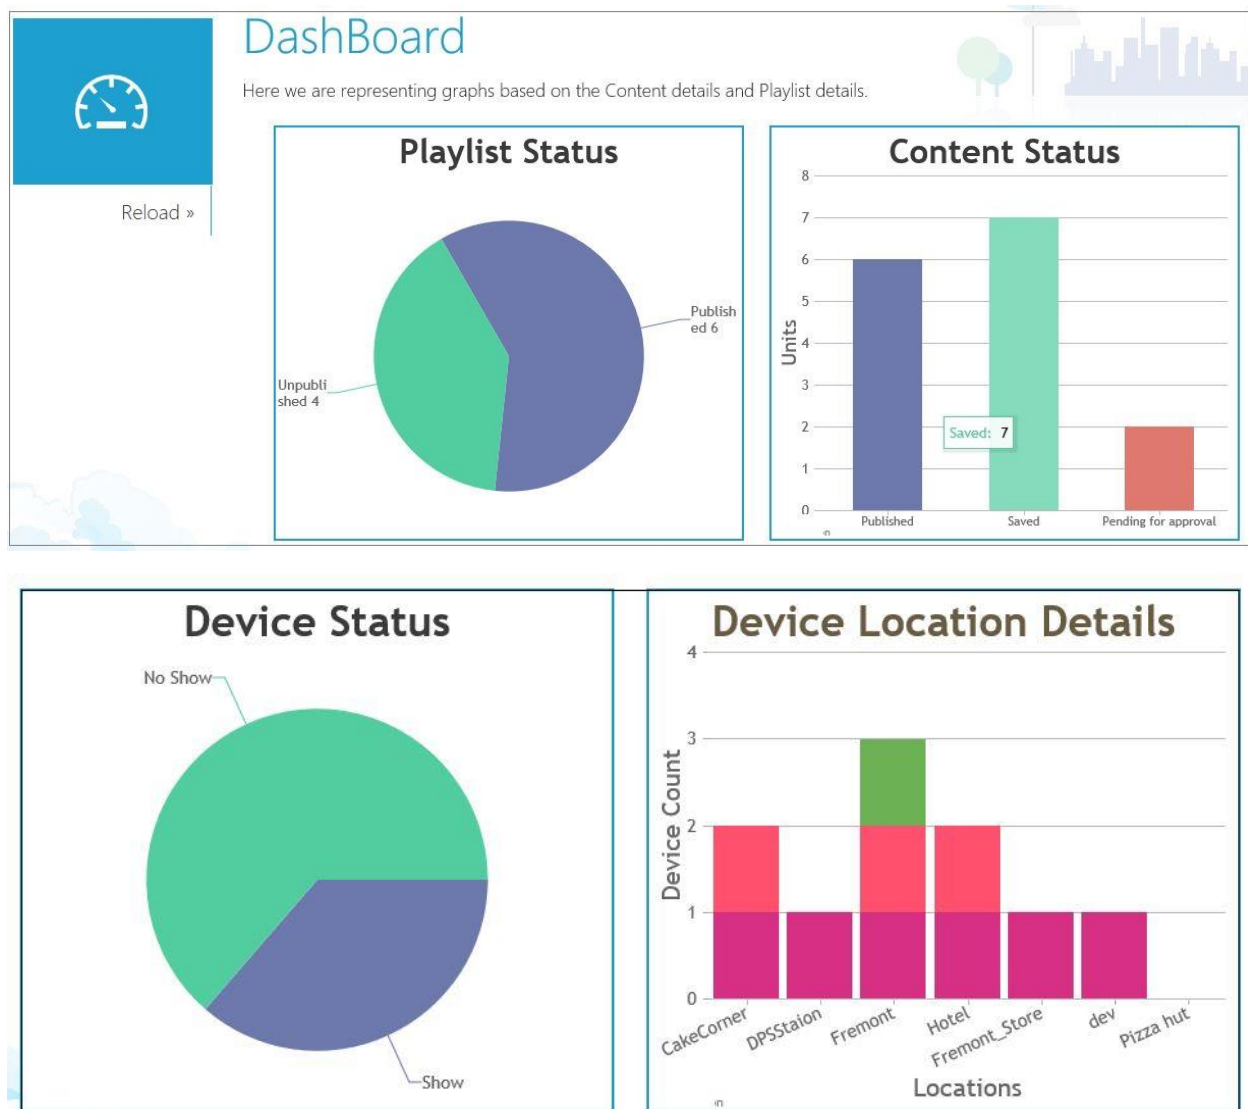 DashBoard
Here we are representing graphs based on the Content details and Playlist details.
Reload »
Playlist Status
Publish
ed 6
Unpubli
shed 4
Content Status
8
7
6
5
4
3
2
1
0
Units
Saved: 7
Published
Saved
Pending for approval
Device Status
No Show
Show
Device Location Details
4
3
2
1
0
Device Count
CakeCorner
DPSStaion
Fremont
Hotel
Fremont_Store
dev
Pizza hut
Locations